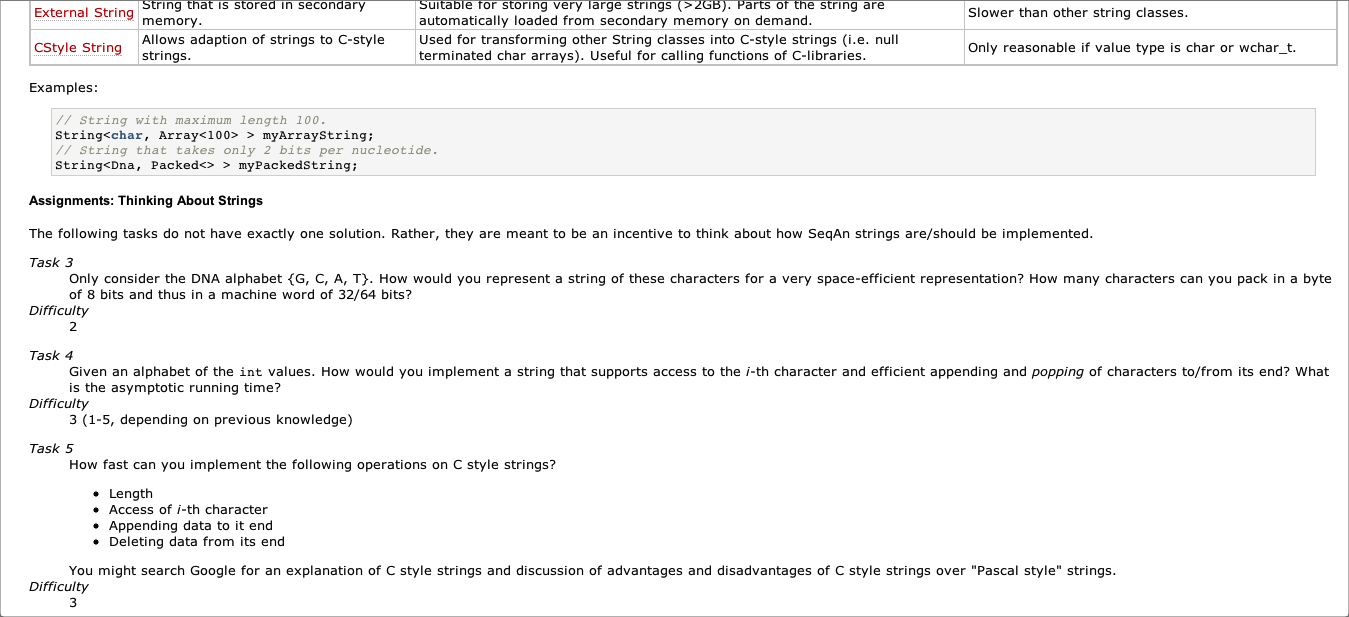 String that is stored in secondary
Suitable for storing very large strings (>2GB). Parts of the string are
External String
memory.
automatically loaded from secondary memory on demand.
Slower than other string classes.
CStyle String
Allows adaption of strings to C-style
strings.
Used for transforming other String classes into C-style strings (i.e. null
terminated char arrays). Useful for calling functions of C-libraries.
Only reasonable if value type is char or wchar_t.
Examples:
// String with maximum length 100.
String<char, Array<100> > myArrayString;
// String that takes only 2 bits per nucleotide.
String<Dna, Packed<> > myPackedString;
Assignments: Thinking About Strings
The following tasks do not have exactly one solution. Rather, they are meant to be an incentive to think about how SeqAn strings are/should be implemented.
Task 3
Only consider the DNA alphabet {G, C, A, T}. How would you represent a string of these characters for a very space-efficient representation? How many characters can you pack in a byte
of 8 bits and thus in a machine word of 32/64 bits?
Difficulty
2
Task 4
Given an alphabet of the int values. How would you implement a string that supports access to the i-th character and efficient appending and popping of characters to/from its end? What
is the asymptotic running time?
Difficulty
3 (1-5, depending on previous knowledge)
Task 5
How fast can you implement the following operations on C style strings?
• Length
• Access of i-th character
• Appending data to it end
• Deleting data from its end
You might search Google for an explanation of C style strings and discussion of advantages and disadvantages of C style strings over "Pascal style" strings.
Difficulty
3